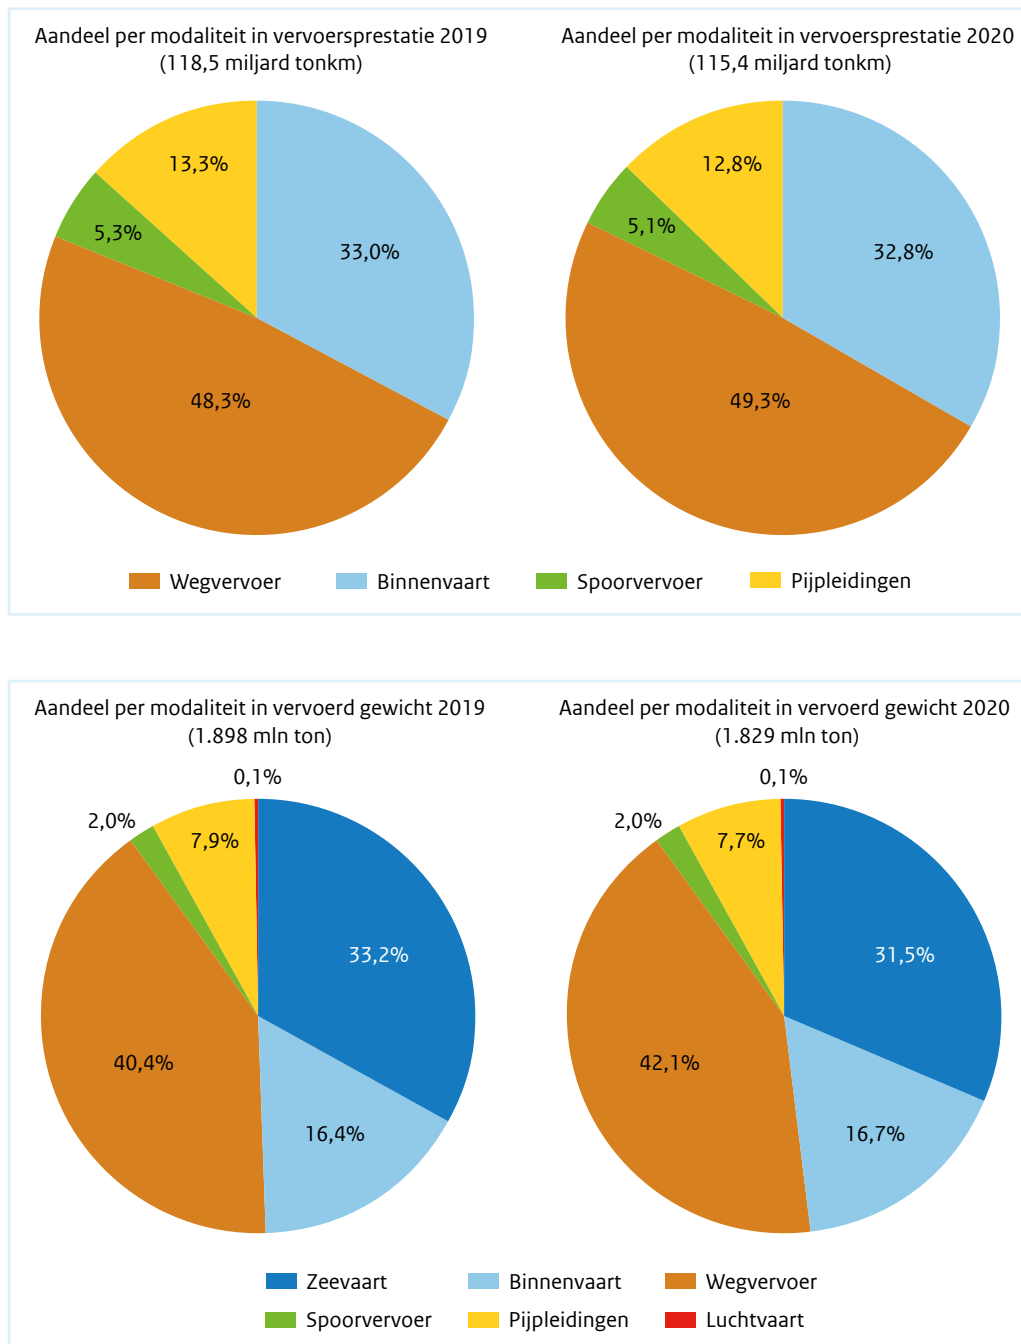 Aandeel per modaliteit in vervoersprestatie 2019
(118,5 miljard tonkm)
13,3%
5,3%
33,0%
48,3%
Aandeel per modaliteit in vervoersprestatie 2020
(115,4 miljard tonkm)
12,8%
5,1%
32,8%
49,3%
Wegvervoer
Binnenvaart
Spoorvervoer
Pijpleidingen
Aandeel per modaliteit in vervoerd gewicht 2019
(1.898 mln ton)
0,1%
2,0%
7,9%
33,2%
40,4%
16,4%
Aandeel per modaliteit in vervoerd gewicht 2020
(1.829 mln ton)
0,1%
2,0%
7,7%
31,5%
42,1%
16,7%
Zeevaart
Binnenvaart
Wegvervoer
Spoorvervoer
Pijpleidingen
Luchtvaart